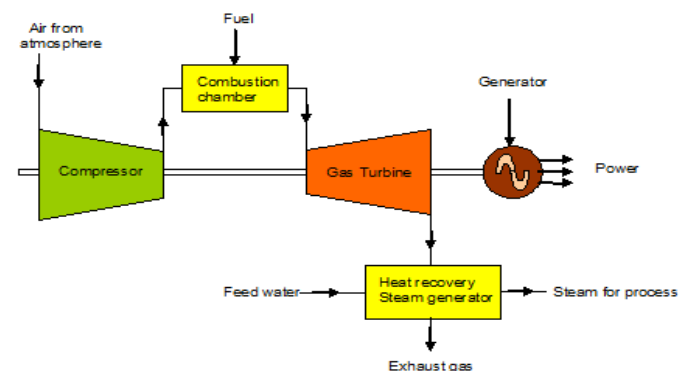 Fuel
Air from
atmosphere
Combustion
chamber
Generator
Compressor
Gas Turbine
Power
Feed water
Heat recovery
Steam generator
Steam for process
Exhaust gas